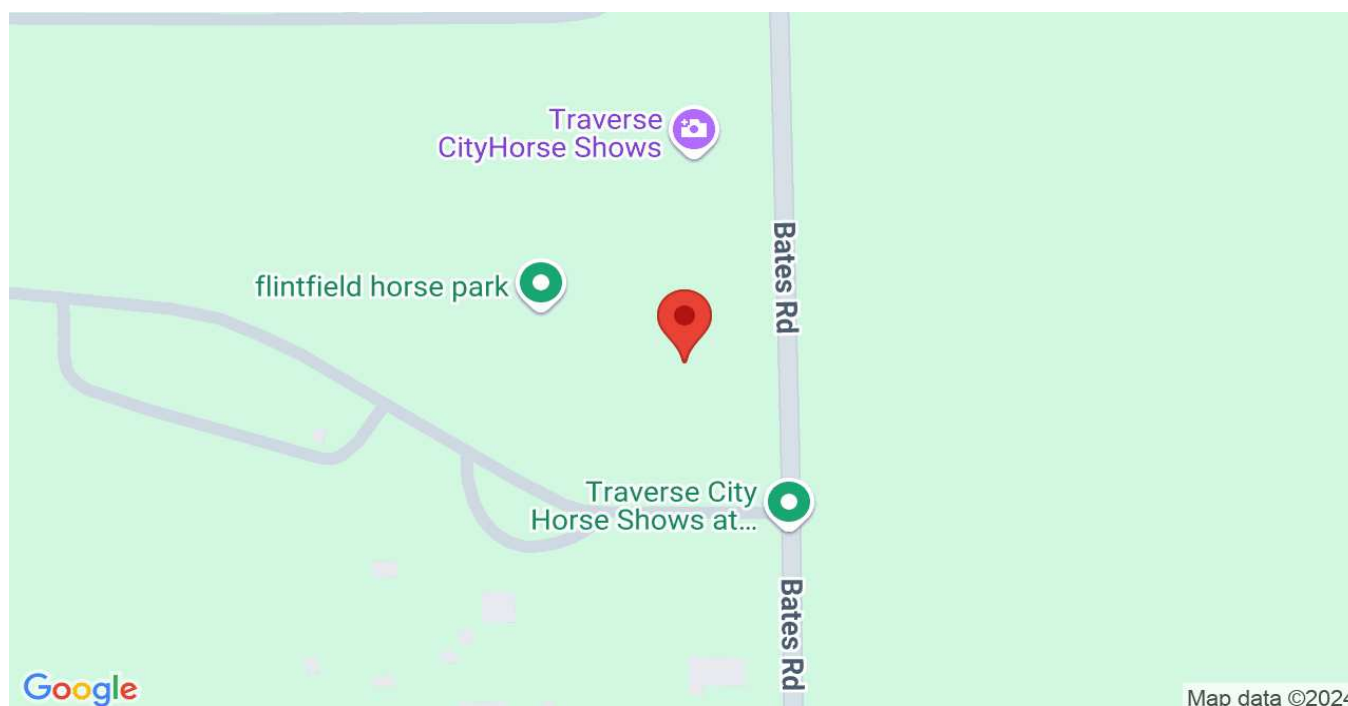 Traverse
CityHorse Shows
Bates Rd
flintfield horse park
Traverse City
Horse Shows at...
Bates Rd
Google
Map data ©2024